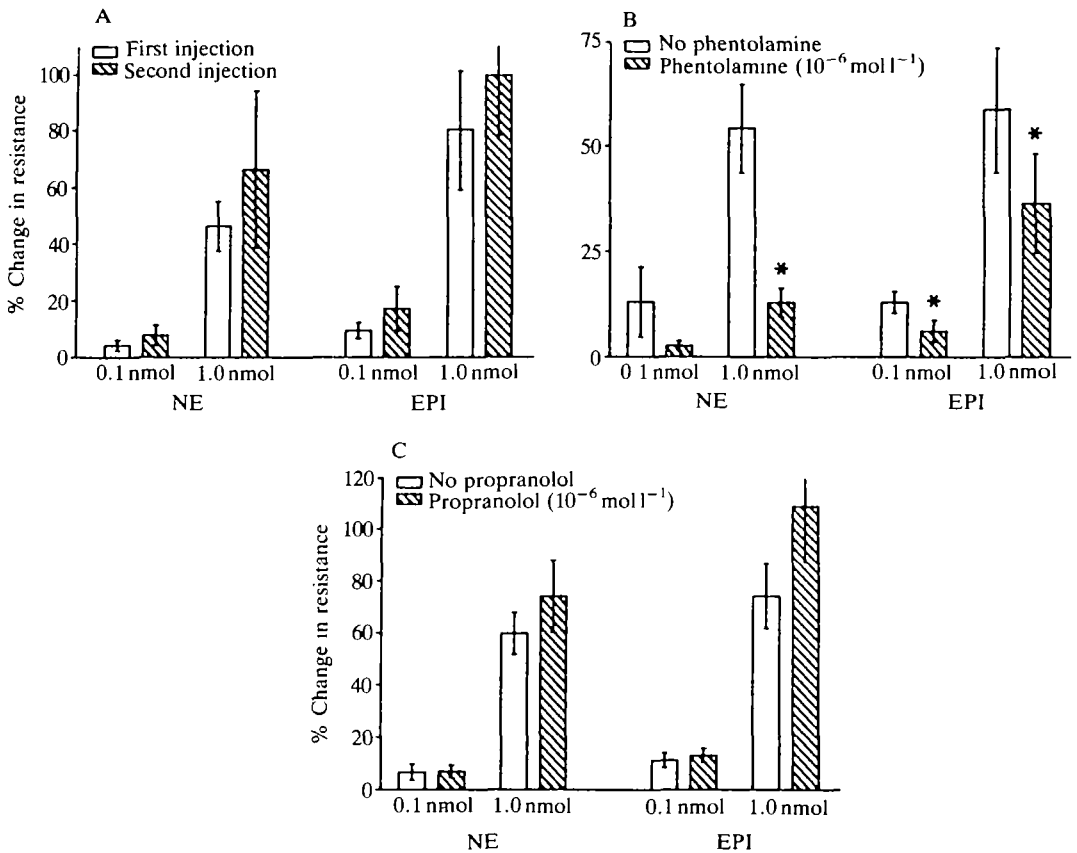 A
First injection
Second injection
% Change in resistance
100
80
60
40
20
0
0.1 nmol 1.0 nmol 0.1 nmol 1.0 nmol
NE EPI
B
No phentolamine
Phentolamine (10⁻⁶ mol l⁻¹)
75
50
25
0
*
*
*
0 1 nmol 1.0 nmol 0.1 nmol 1.0 nmol
NE EPI
C
No propranolol
Propranolol (10⁻⁶ mol l⁻¹)
% Change in resistance
120
100
80
60
40
20
0
0.1 nmol 1.0 nmol 0.1 nmol 1.0 nmol
NE EPI